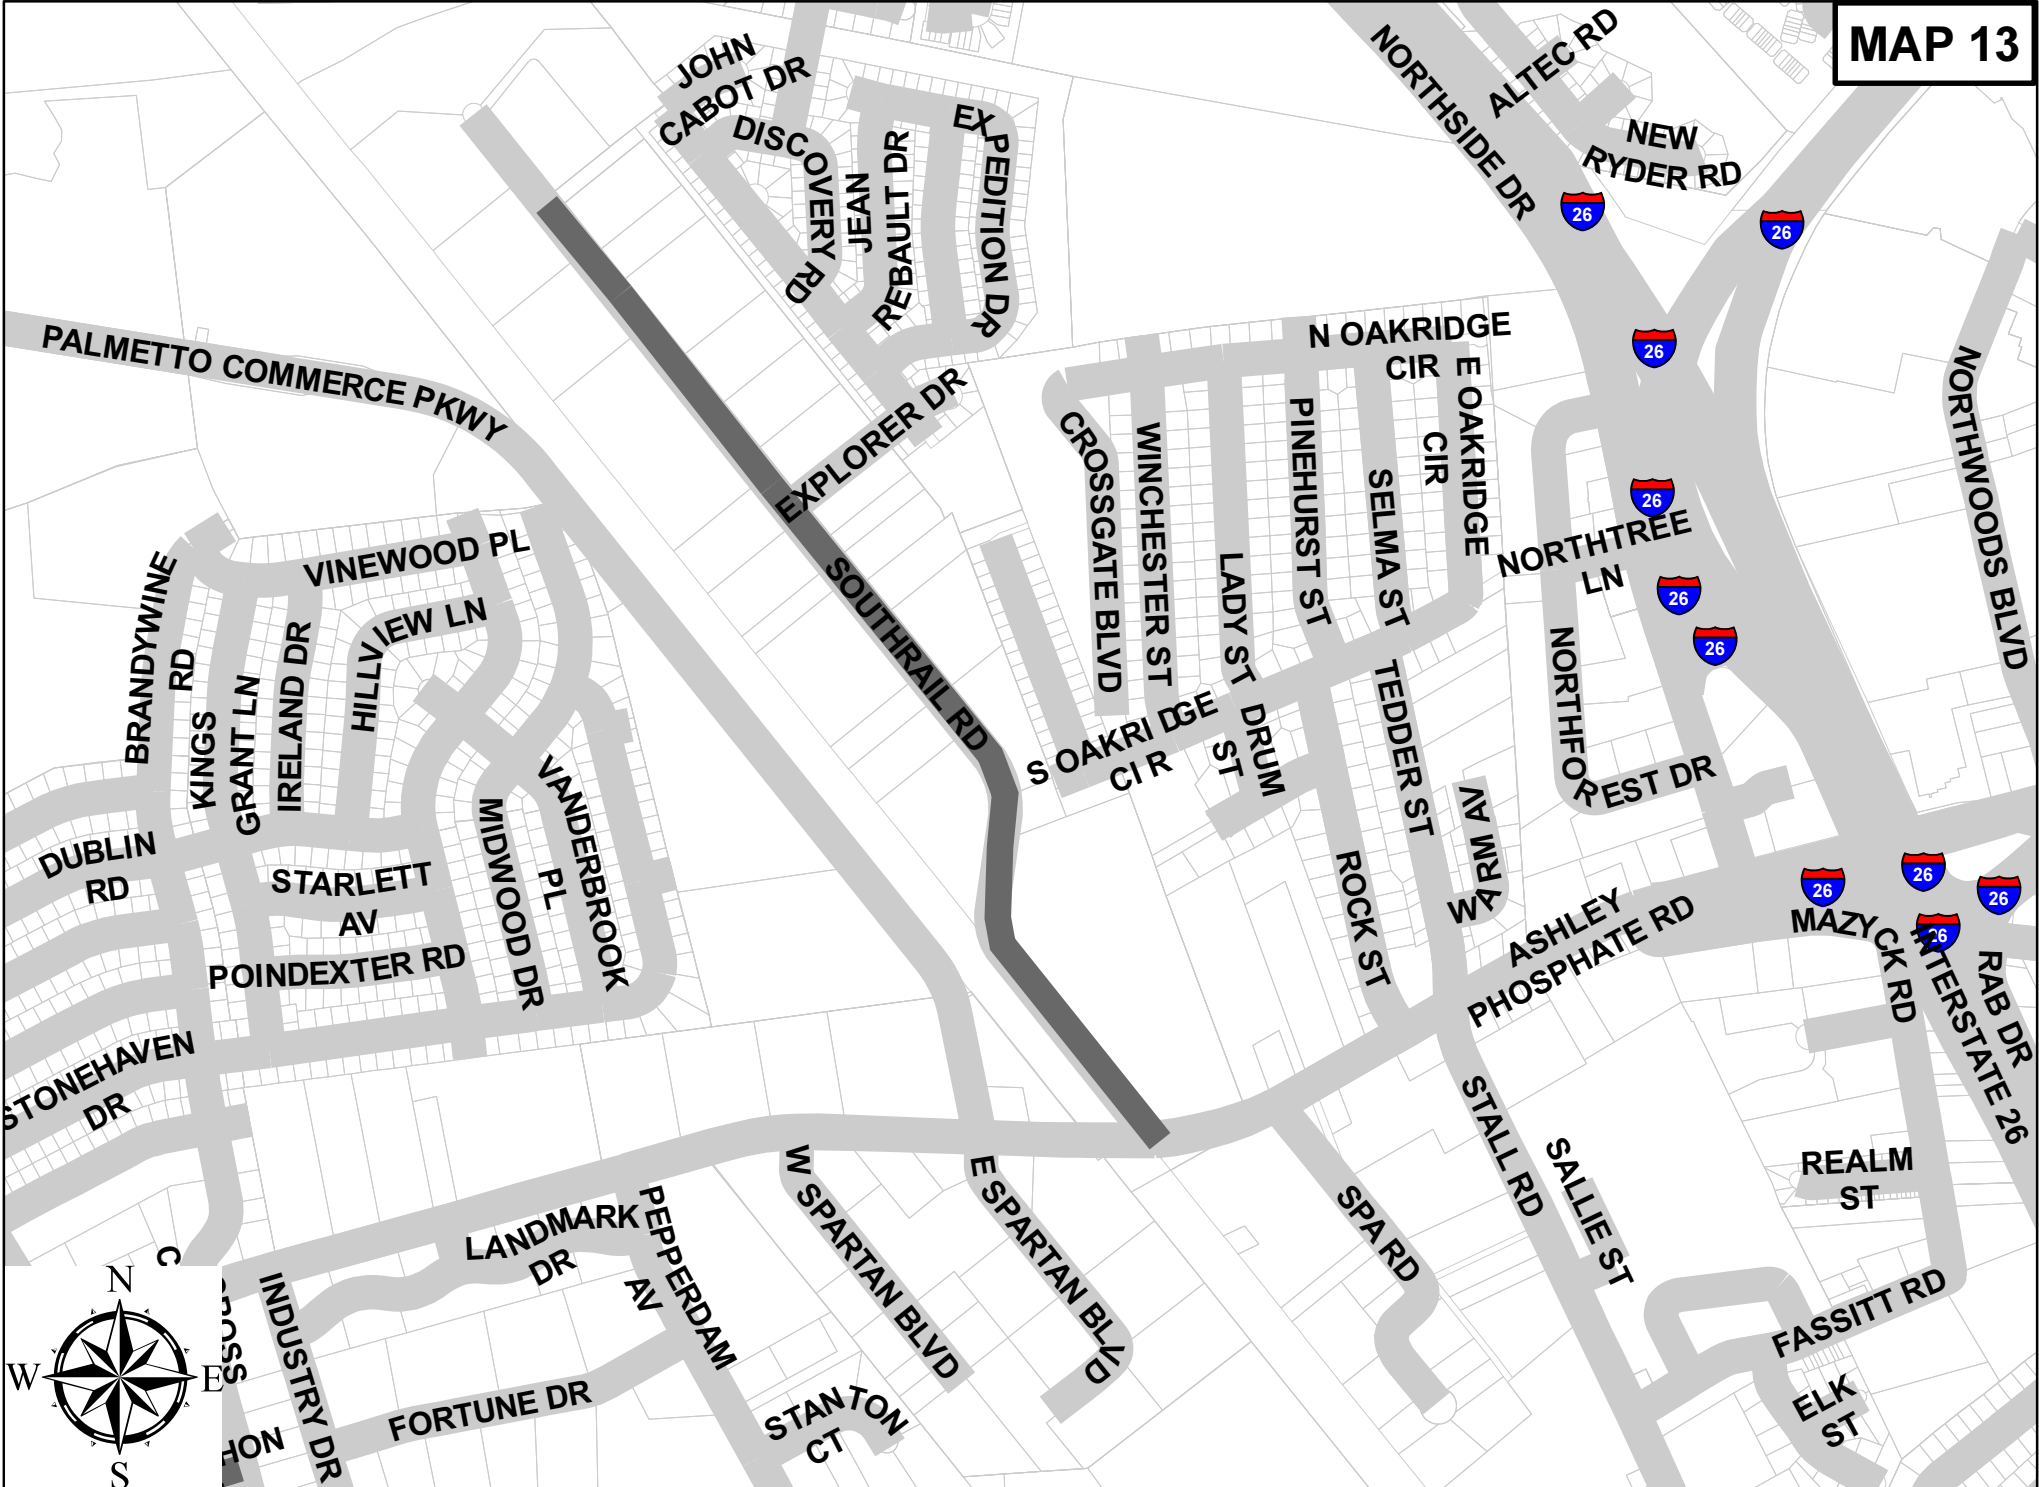 MAP 13
JOHN
CABOT DR
DISCOVERY RD
JEAN
REBAULT DR
EXPEDITION DR
NORTHSIDE DR
ALTEC RD
NEW
RYDER RD
26
26
26
26
26
26
PALMETTO COMMERCE PKWY
EXPLORER DR
N OAKRIDGE
CIR
E OAKRIDGE
CIR
CROSSGATE BLVD
WINCHESTER ST
LADY ST
PINEHURST ST
SELMA ST
NORTHTREE
LN
NORTHWOODS BLVD
SOUTHRAIL RD
VINEWOOD PL
BRANDYWINE
RD
HILLVIEW LN
KINGS
GRANT LN
IRELAND DR
S OAKRIDGE
CIR
DRUM
ST
TEDDER ST
NORTHFOREST DR
DUBLIN
RD
STARLETT
AV
POINDEXTER RD
MIDWOOD DR
VANDERBROOK
PL
ROCK ST
YARM AV
W
ASHLEY
PHOSPHATE RD
26
26
26
26
MAZYCK RD
INTERSTATE 26
RAB DR
STONEHAVEN
DR
STALL RD
SALLIE ST
REALM
ST
LANDMARK
DR
PEPPERDAM
AV
W SPARTAN BLVD
E SPARTAN BLVD
SPA RD
FASSITT RD
ELK
ST
C
ROSS
INDUSTRY DR
FORTUNE DR
STANTON
CT
HON
N
W
E
S